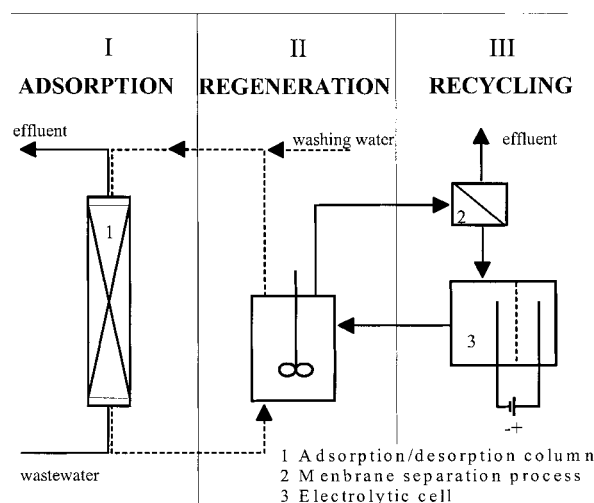 I II III
ADSORPTION REGENERATION RECYCLING
effluent
washing water
effluent
1
2
3
-+
wastewater
1 Adsorption/desorption column
2 Menbrane separation process
3 Electrolytic cell